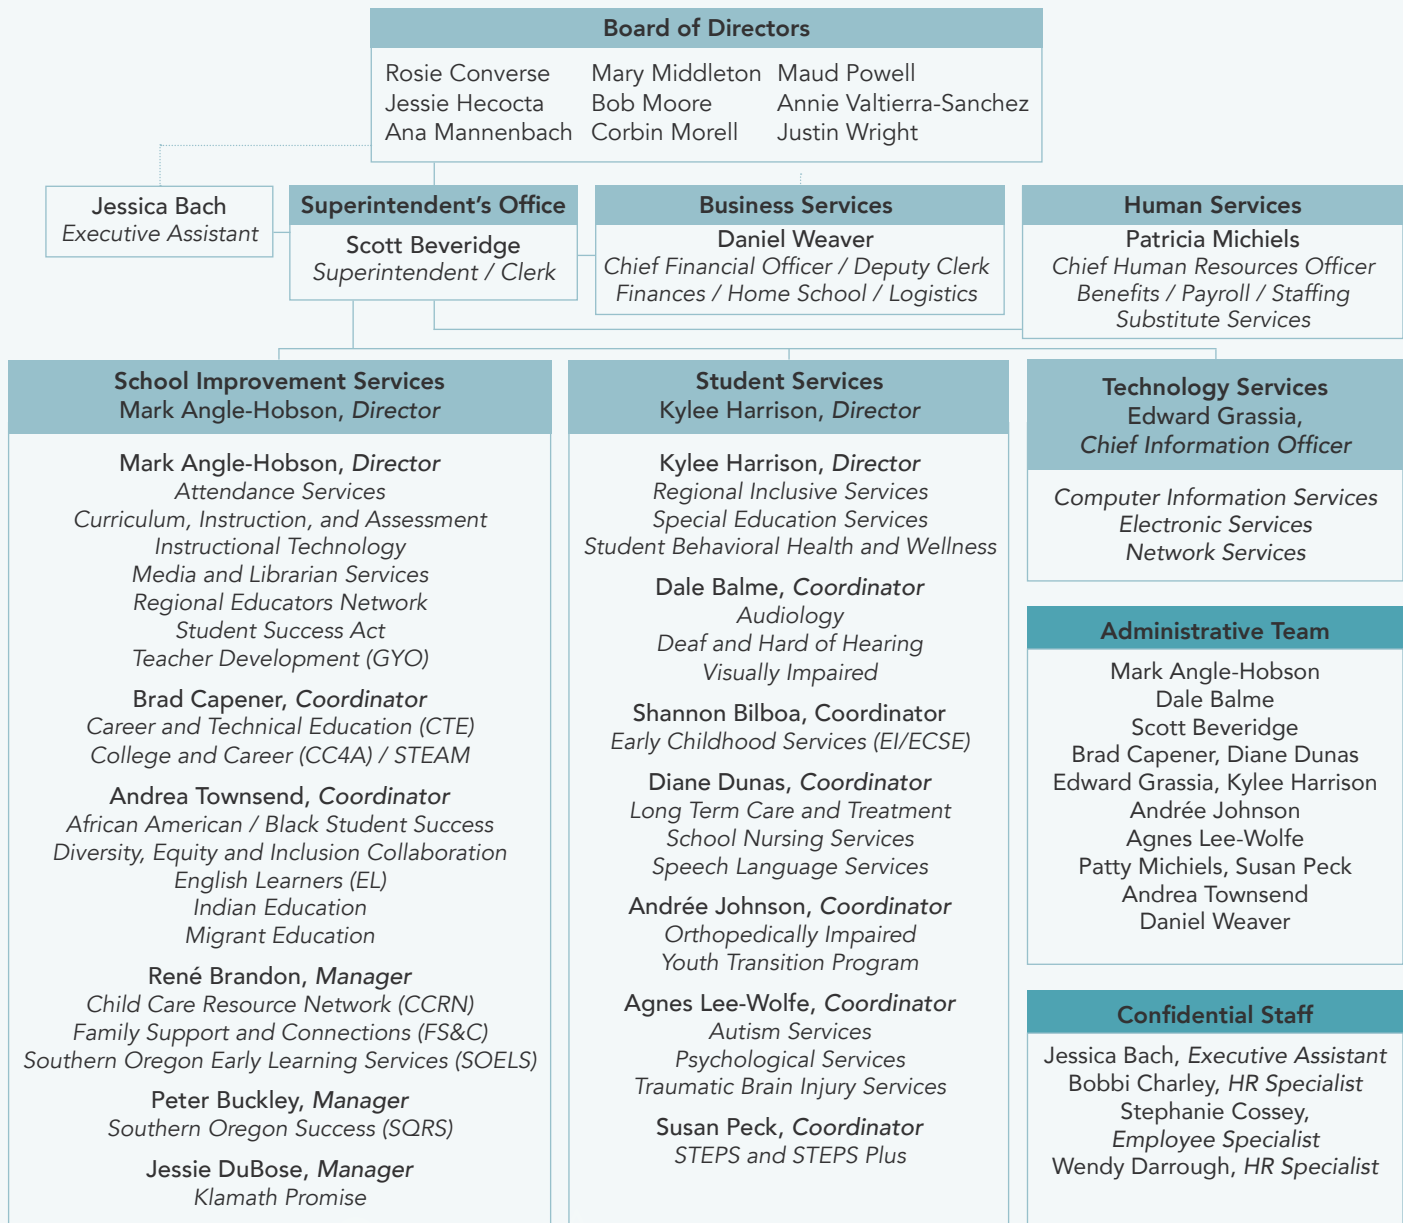 Board of Directors
Rosie Converse
Jessie Hecocta
Ana Mannenbach
Mary Middleton
Bob Moore
Corbin Morell
Maud Powell
Annie Valtierra-Sanchez
Justin Wright
Jessica Bach
Executive Assistant
Superintendent's Office
Scott Beveridge
Superintendent / Clerk
Business Services
Daniel Weaver
Chief Financial Officer / Deputy Clerk
Finances / Home School / Logistics
Human Services
Patricia Michiels
Chief Human Resources Officer
Benefits / Payroll / Staffing
Substitute Services
School Improvement Services
Mark Angle-Hobson, Director
Mark Angle-Hobson, Director
Attendance Services
Curriculum, Instruction, and Assessment
Instructional Technology
Media and Librarian Services
Regional Educators Network
Student Success Act
Teacher Development (GYO)
Brad Capener, Coordinator
Career and Technical Education (CTE)
College and Career (CC4A) / STEAM
Andrea Townsend, Coordinator
African American / Black Student Success
Diversity, Equity and Inclusion Collaboration
English Learners (EL)
Indian Education
Migrant Education
René Brandon, Manager
Child Care Resource Network (CCRN)
Family Support and Connections (FS&C)
Southern Oregon Early Learning Services (SOELS)
Peter Buckley, Manager
Southern Oregon Success (SQRS)
Jessie DuBose, Manager
Klamath Promise
Student Services
Kylee Harrison, Director
Kylee Harrison, Director
Regional Inclusive Services
Special Education Services
Student Behavioral Health and Wellness
Dale Balme, Coordinator
Audiology
Deaf and Hard of Hearing
Visually Impaired
Shannon Bilboa, Coordinator
Early Childhood Services (EI/ECSE)
Diane Dunas, Coordinator
Long Term Care and Treatment
School Nursing Services
Speech Language Services
Andrée Johnson, Coordinator
Orthopedically Impaired
Youth Transition Program
Agnes Lee-Wolfe, Coordinator
Autism Services
Psychological Services
Traumatic Brain Injury Services
Susan Peck, Coordinator
STEPS and STEPS Plus
Technology Services
Edward Grassia,
Chief Information Officer
Computer Information Services
Electronic Services
Network Services
Administrative Team
Mark Angle-Hobson
Dale Balme
Scott Beveridge
Brad Capener, Diane Dunas
Edward Grassia, Kylee Harrison
Andrée Johnson
Agnes Lee-Wolfe
Patty Michiels, Susan Peck
Andrea Townsend
Daniel Weaver
Confidential Staff
Jessica Bach, Executive Assistant
Bobbi Charley, HR Specialist
Stephanie Cossey,
Employee Specialist
Wendy Darrough, HR Specialist